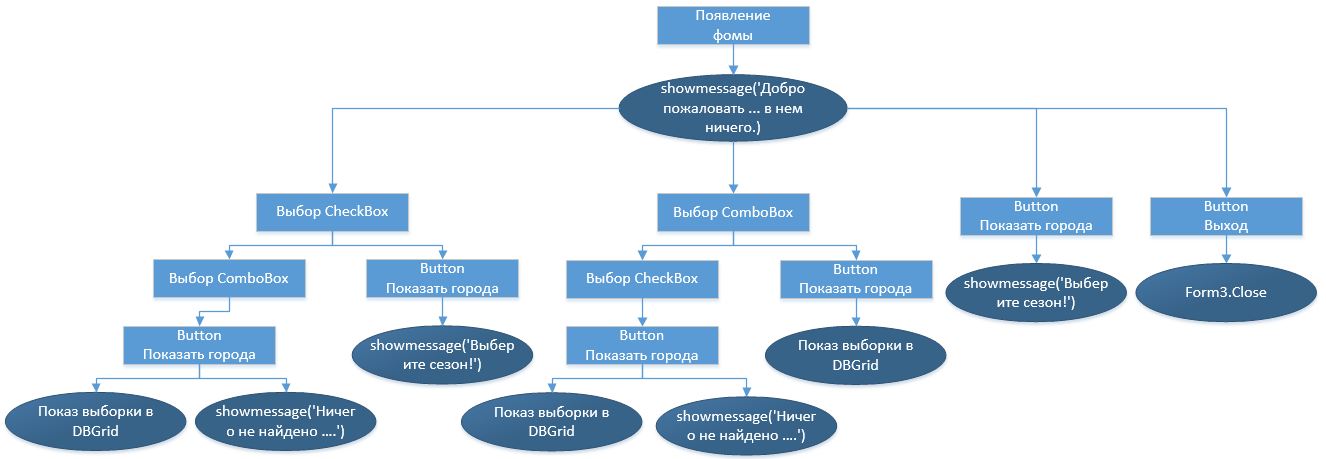 Появление
фомы
showmessage('Добро
пожаловать ... в нем
ничего.)
Выбор CheckBox
Выбор ComboBox
Button
Показать города
Button
Выход
Выбор ComboBox
Button
Показать города
Выбор CheckBox
Button
Показать города
showmessage('Выбер
ите сезон!')
Form3.Close
Button
Показать города
showmessage('Выбер
ите сезон!')
Button
Показать города
Показ выборки в
DBGrid
Показ выборки в
DBGrid
showmessage('Ничег
о не найдено ....')
Показ выборки в
DBGrid
showmessage('Ничег
о не найдено ....')